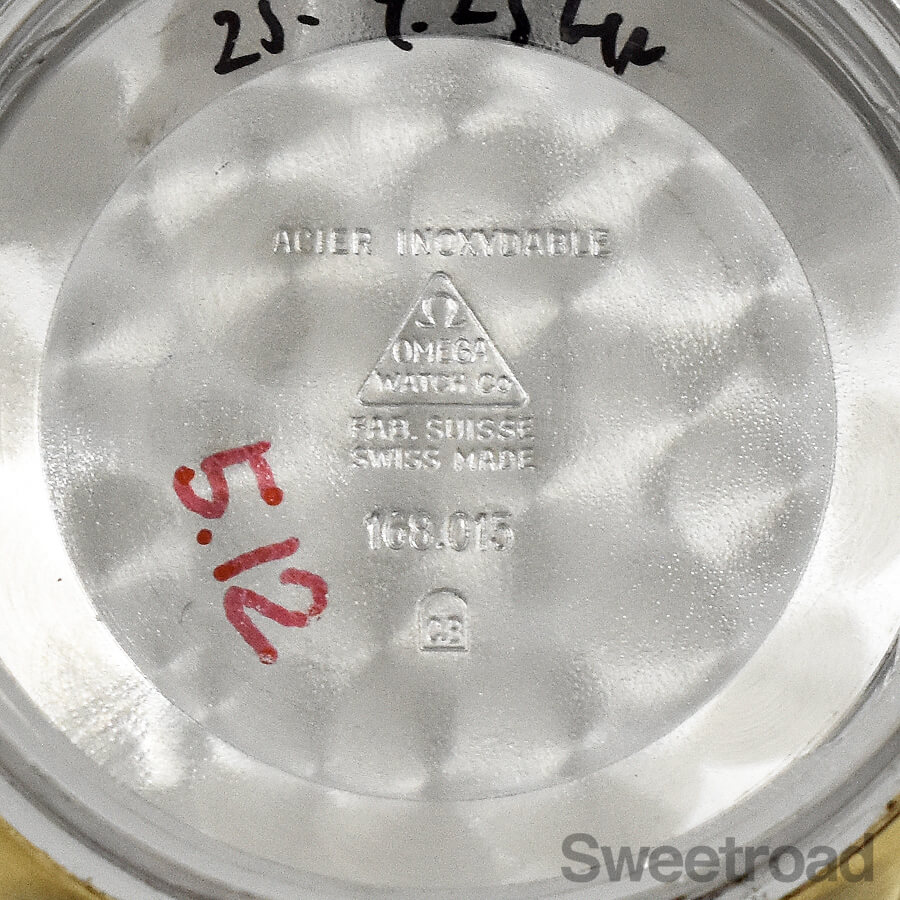 ACIER INOXYDABLE
Ω
OMEGA
WATCH Co
FAB. SUISSE
SWISS MADE
168.015
C.B
5.12
Sweetroad